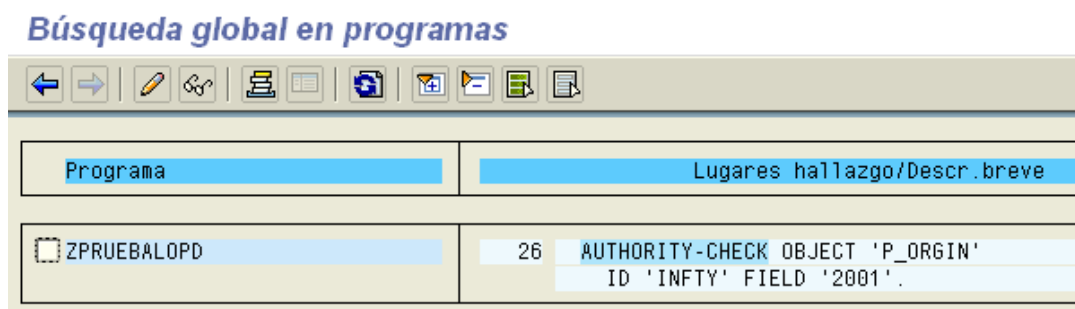 Búsqueda global en programas
Programa Lugares hallazgo/Descr.breve
ZPRUEBALOPD 26 AUTHORITY-CHECK OBJECT 'P_ORGIN'
ID 'INFTY' FIELD '2001'.